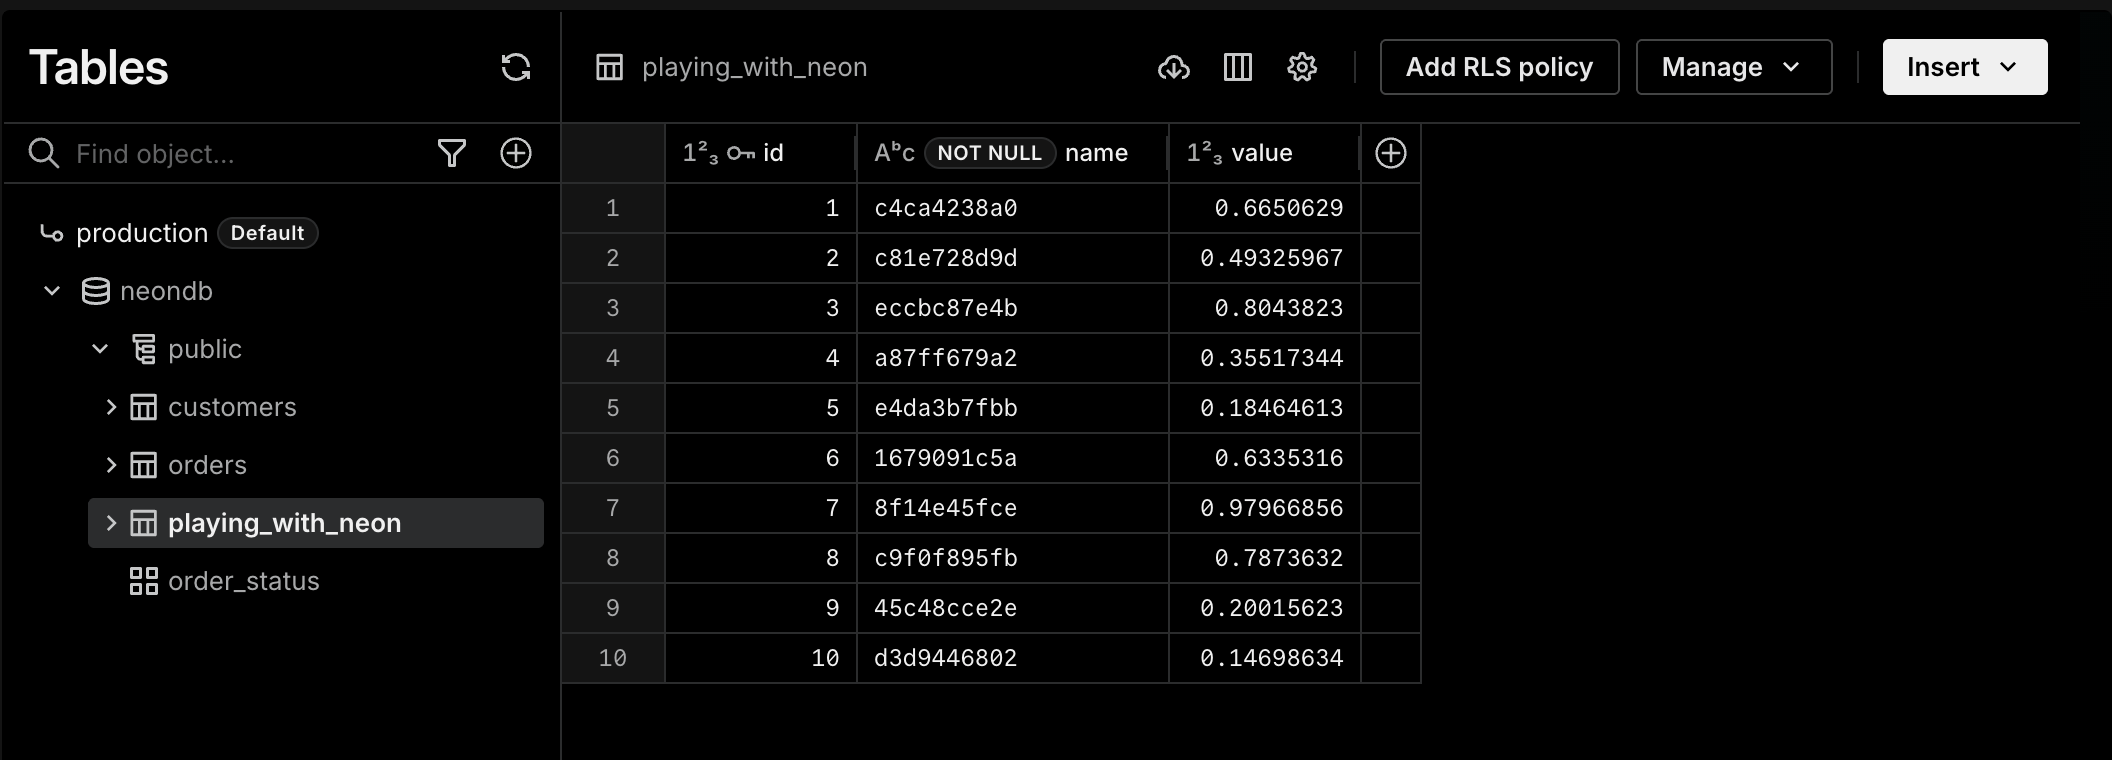 Tables
playing_with_neon
Add RLS policy
Manage
Insert
Find object...
production Default
neondb
public
customers
orders
playing_with_neon
order_status
1²₃ id Aᵇc NOT NULL name 1²₃ value
1 1 c4ca4238a0 0.6650629
2 2 c81e728d9d 0.49325967
3 3 eccbc87e4b 0.8043823
4 4 a87ff679a2 0.35517344
5 5 e4da3b7fbb 0.18464613
6 6 1679091c5a 0.6335316
7 7 8f14e45fce 0.97966856
8 8 c9f0f895fb 0.7873632
9 9 45c48cce2e 0.20015623
10 10 d3d9446802 0.14698634